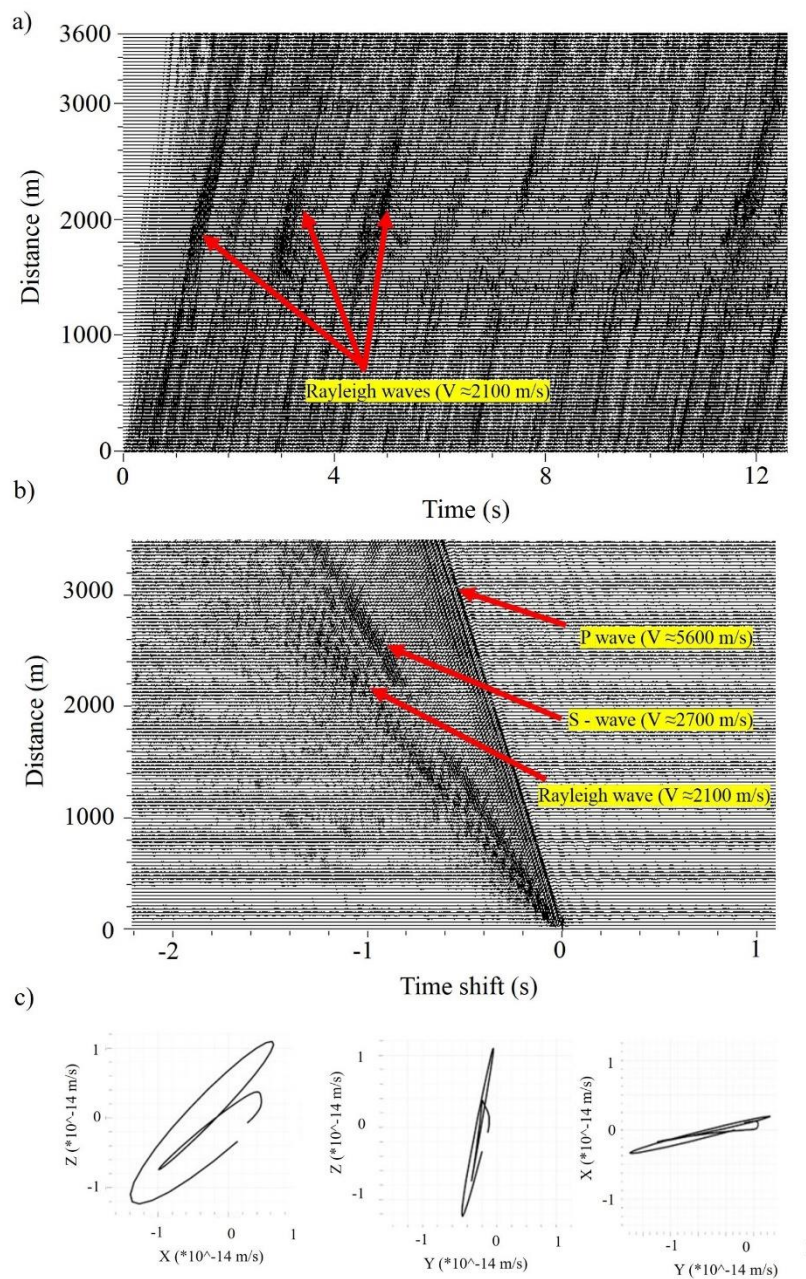 a)
3600
3000
2000
1000
0
Distance (m)
Rayleigh waves (V ≈2100 m/s)
0
4
8
12
Time (s)
b)
3000
2000
1000
0
Distance (m)
P wave (V ≈5600 m/s)
S - wave (V ≈2700 m/s)
Rayleigh wave (V ≈2100 m/s)
-2
-1
0
1
Time shift (s)
c)
1
0
-1
Z (*10^-14 m/s)
-1
0
1
X (*10^-14 m/s)
1
0
-1
Z (*10^-14 m/s)
-1
0
1
Y (*10^-14 m/s)
1
0
-1
X (*10^-14 m/s)
-1
0
1
Y (*10^-14 m/s)